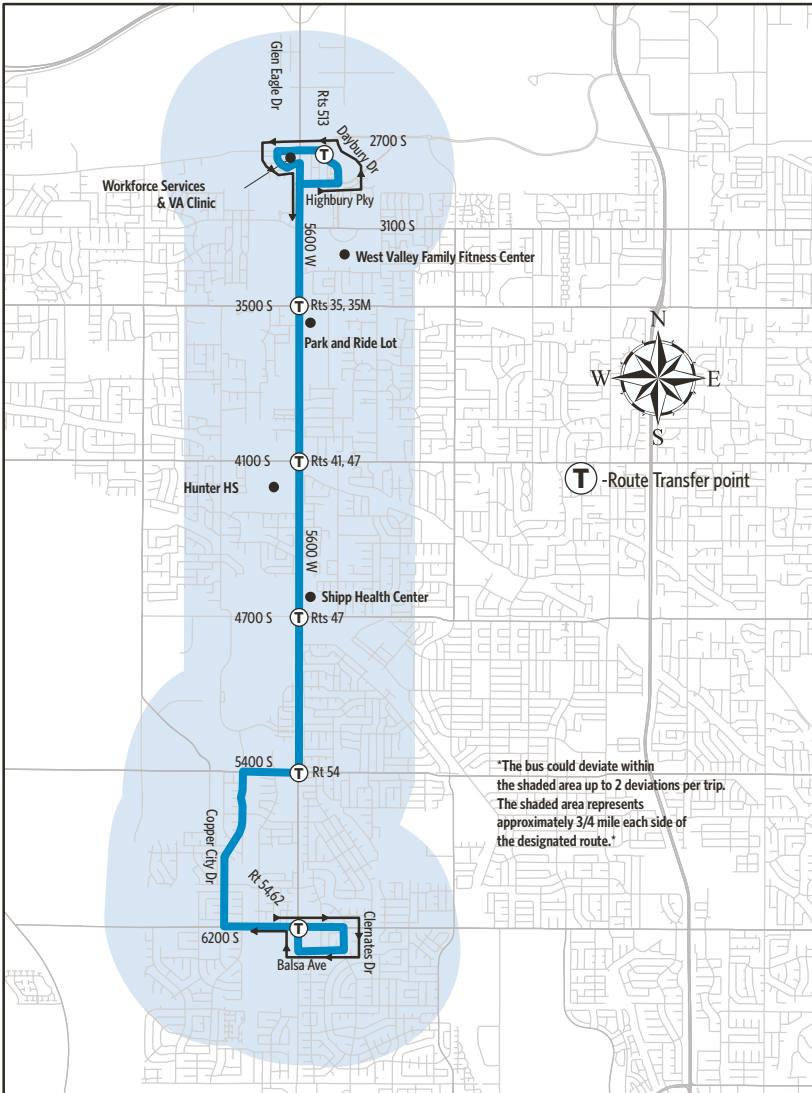 Glen Eagle Dr
Rts 513
2700 S
Daybury Dr
Workforce Services
& VA Clinic
Highbury Pky
3100 S
5600 W
West Valley Family Fitness Center
3500 S
T
T
Rts 35, 35M
Park and Ride Lot
N
W
E
S
4100 S
T
Rts 41, 47
T
-Route Transfer point
Hunter HS
5600 W
Shipp Health Center
4700 S
T
Rts 47
5400 S
T
Rt 54
*The bus could deviate within
the shaded area up to 2 deviations per trip.
The shaded area represents
approximately 3/4 mile each side of
the designated route.*
Copper City Dr
Rt 54,62
T
6200 S
Clernates Dr
Balsa Ave